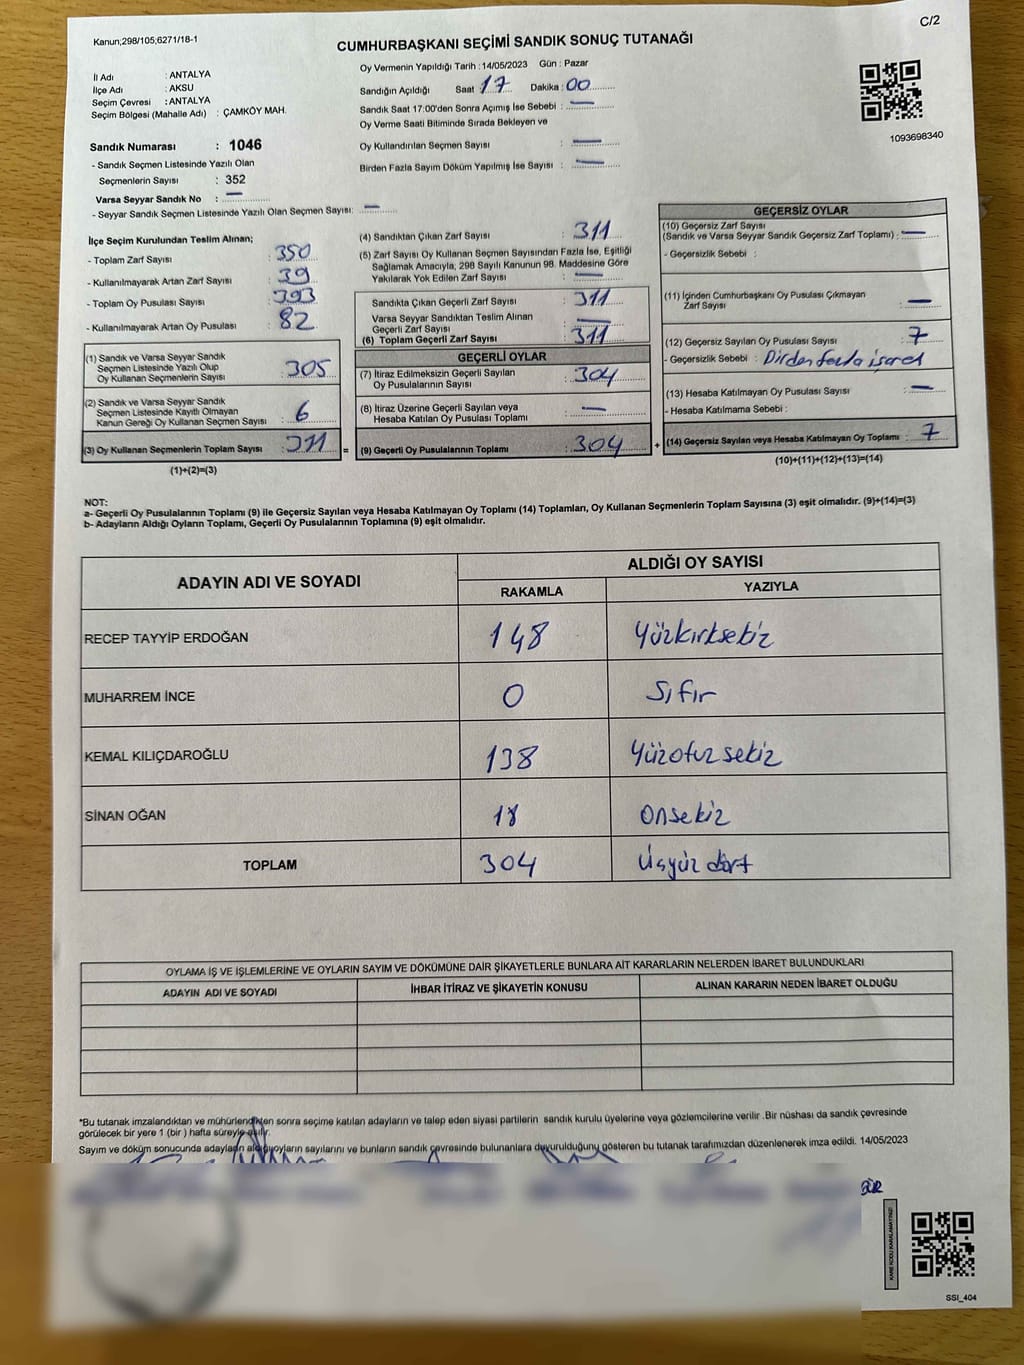 Kanun;298/105;6271/18-1
C/2
CUMHURBAŞKANI SEÇİMİ SANDIK SONUÇ TUTANAĞI
İl Adı : ANTALYA
İlçe Adı : AKSU
Seçim Çevresi : ANTALYA
Seçim Bölgesi (Mahalle Adı) : ÇAMKÖY MAH.
Sandık Numarası : 1046
- Sandık Seçmen Listesinde Yazılı Olan
Seçmenlerin Sayısı : 352
Varsa Seyyar Sandık No : —
- Seyyar Sandık Seçmen Listesinde Yazılı Olan Seçmen Sayısı: —
Oy Vermenin Yapıldığı Tarih : 14/05/2023 Gün : Pazar
Sandığın Açıldığı Saat : 17 Dakika : 00
Sandık Saat 17:00'den Sonra Açımış İse Sebebi : —
Oy Verme Saati Bitiminde Sırada Bekleyen ve
Oy Kullandırılan Seçmen Sayısı : —
Birden Fazla Sayım Döküm Yapılmış İse Sayısı : —
1093698340
İlçe Seçim Kurulundan Teslim Alınan;
- Toplam Zarf Sayısı : 350
- Kullanılmayarak Artan Zarf Sayısı : 39
- Toplam Oy Pusulası Sayısı : 393
- Kullanılmayarak Artan Oy Pusulası : 82
(1) Sandık ve Varsa Seyyar Sandık
Seçmen Listesinde Yazılı Olup
Oy Kullanan Seçmenlerin Sayısı : 305
(2) Sandık ve Varsa Seyyar Sandık
Seçmen Listesinde Kayıtlı Olmayan
Kanun Gereği Oy Kullanan Seçmen Sayısı : 6
(3) Oy Kullanan Seçmenlerin Toplam Sayısı : 311 =
(1)+(2)=(3)
(4) Sandıktan Çıkan Zarf Sayısı : 311
(5) Zarf Sayısı Oy Kullanan Seçmen Sayısından Fazla İse, Eşitliği
Sağlamak Amacıyla, 298 Sayılı Kanunun 98. Maddesine Göre
Yakılarak Yok Edilen Zarf Sayısı : —
Sandıkta Çıkan Geçerli Zarf Sayısı : 311
Varsa Seyyar Sandıktan Teslim Alınan
Geçerli Zarf Sayısı : —
(6) Toplam Geçerli Zarf Sayısı : 311
GEÇERLİ OYLAR
(7) İtiraz Edilmeksizin Geçerli Sayılan
Oy Pusulalarının Sayısı : 304
(8) İtiraz Üzerine Geçerli Sayılan veya
Hesaba Katılan Oy Pusulası Toplamı : —
(9) Geçerli Oy Pusulalarının Toplamı : 304 +
GEÇERSİZ OYLAR
(10) Geçersiz Zarf Sayısı
(Sandık ve Varsa Seyyar Sandık Geçersiz Zarf Toplamı) : —
- Geçersizlik Sebebi :
(11) İçinden Cumhurbaşkanı Oy Pusulası Çıkmayan
Zarf Sayısı : —
(12) Geçersiz Sayılan Oy Pusulası Sayısı : 7
- Geçersizlik Sebebi : Birden fazla işaret
(13) Hesaba Katılmayan Oy Pusulası Sayısı : —
- Hesaba Katılmama Sebebi :
(14) Geçersiz Sayılan veya Hesaba Katılmayan Oy Toplamı : 7
(10)+(11)+(12)+(13)=(14)
NOT:
a- Geçerli Oy Pusulalarının Toplamı (9) ile Geçersiz Sayılan veya Hesaba Katılmayan Oy Toplamı (14) Toplamları, Oy Kullanan Seçmenlerin Toplam Sayısına (3) eşit olmalıdır. (9)+(14)=(3)
b- Adayların Aldığı Oyların Toplamı, Geçerli Oy Pusulalarının Toplamına (9) eşit olmalıdır.
ADAYIN ADI VE SOYADI ALDIĞI OY SAYISI
RAKAMLA YAZIYLA
RECEP TAYYİP ERDOĞAN 148 Yüzkırksekiz
MUHARREM İNCE 0 Sıfır
KEMAL KILIÇDAROĞLU 138 Yüzotuz sekiz
SİNAN OĞAN 18 onsekiz
TOPLAM 304 Üçyüz dört
OYLAMA İŞ VE İŞLEMLERİNE VE OYLARIN SAYIM VE DÖKÜMÜNE DAİR ŞİKAYETLERLE BUNLARA AİT KARARLARIN NELERDEN İBARET BULUNDUKLARI
ADAYIN ADI VE SOYADI İHBAR İTİRAZ VE ŞİKAYETİN KONUSU ALINAN KARARIN NEDEN İBARET OLDUĞU
*Bu tutanak imzalandıktan ve mühürlendikten sonra seçime katılan adayların ve talep eden siyasi partilerin sandık kurulu üyelerine veya gözlemcilerine verilir .Bir nüshası da sandık çevresinde
görülecek bir yere 1 (bir ) hafta süreyle asılır.
Sayım ve döküm sonucunda adayların aldığı oyların sayılarını ve bunların sandık çevresinde bulunanlara duyurulduğunu gösteren bu tutanak tarafımızdan düzenlenerek imza edildi. 14/05/2023
KARE KODU KARALAMAYINIZ!
SSI_404